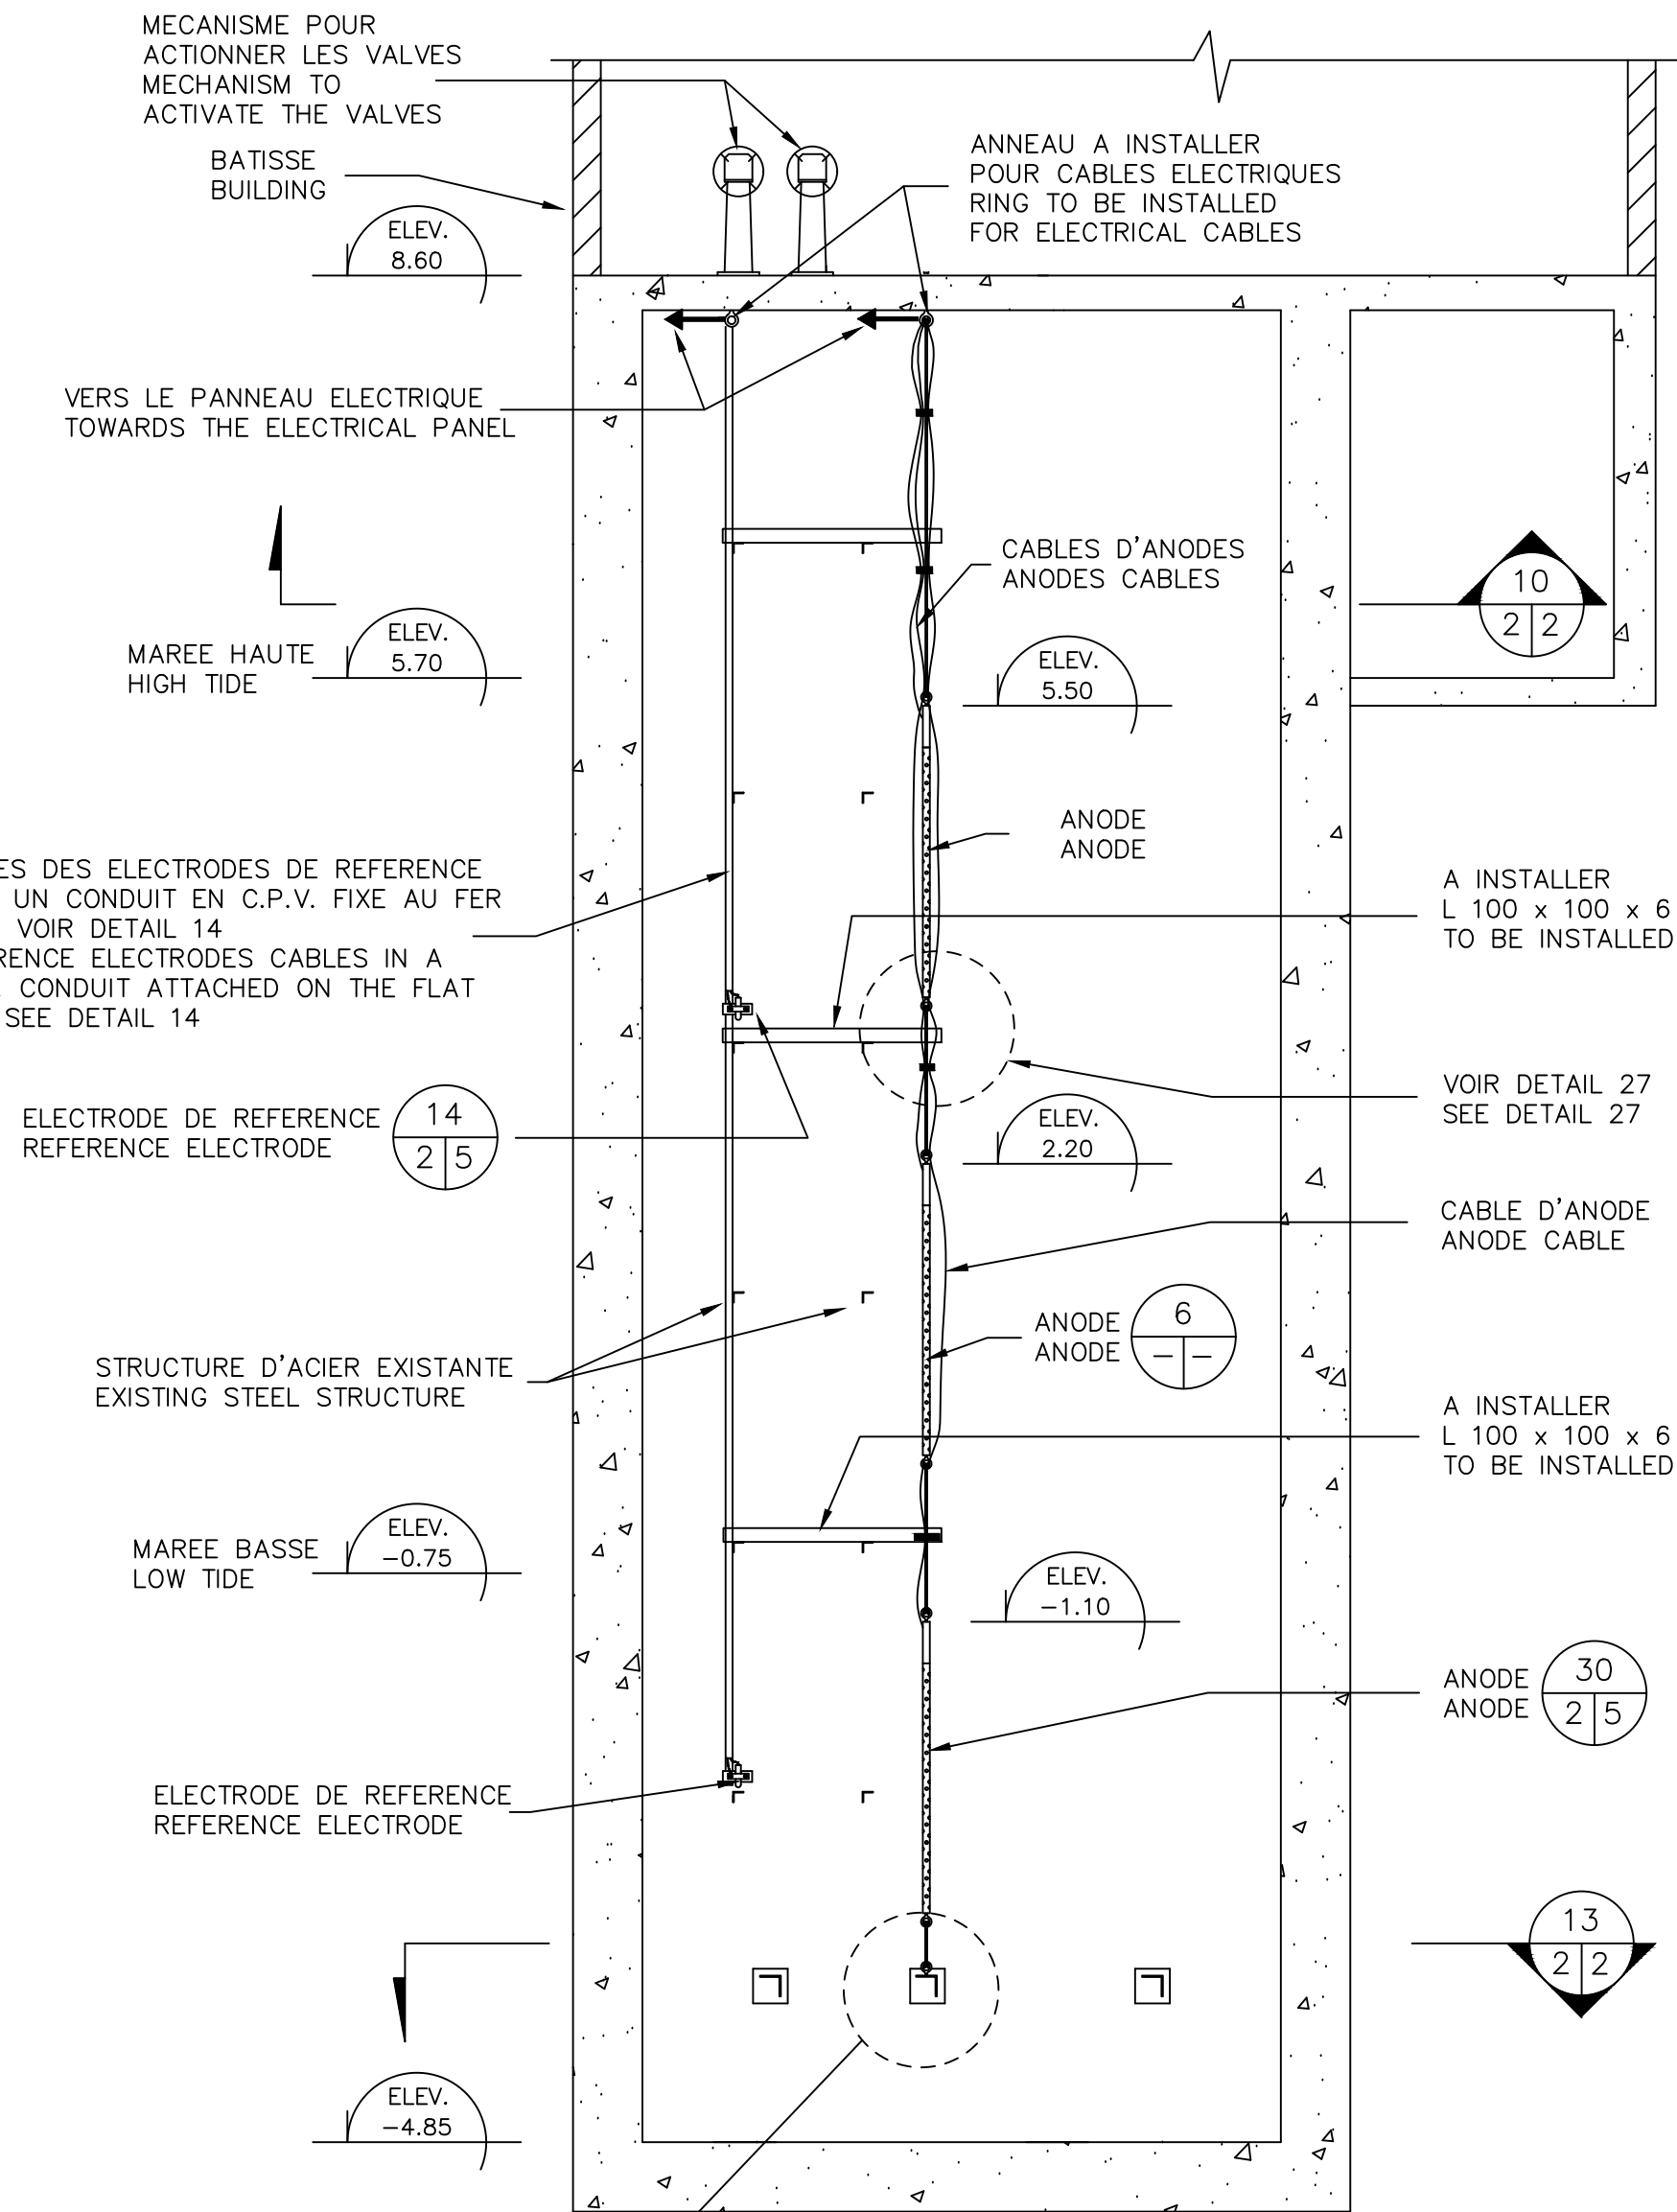 MECANISME POUR
ACTIONNER LES VALVES
MECHANISM TO
ACTIVATE THE VALVES
BATISSE
BUILDING
ANNEAU A INSTALLER
POUR CABLES ELECTRIQUES
RING TO BE INSTALLED
FOR ELECTRICAL CABLES
ELEV.
8.60
VERS LE PANNEAU ELECTRIQUE
TOWARDS THE ELECTRICAL PANEL
CABLES D'ANODES
ANODES CABLES
10
2 2
MAREE HAUTE
HIGH TIDE
ELEV.
5.70
ELEV.
5.50
ANODE
ANODE
ES DES ELECTRODES DE REFERENCE
UN CONDUIT EN C.P.V. FIXE AU FER
VOIR DETAIL 14
RENCE ELECTRODES CABLES IN A
CONDUIT ATTACHED ON THE FLAT
SEE DETAIL 14
A INSTALLER
L 100 x 100 x 6
TO BE INSTALLED
VOIR DETAIL 27
SEE DETAIL 27
ELECTRODE DE REFERENCE
REFERENCE ELECTRODE
14
2 5
ELEV.
2.20
CABLE D'ANODE
ANODE CABLE
ANODE
ANODE
6
– –
STRUCTURE D'ACIER EXISTANTE
EXISTING STEEL STRUCTURE
A INSTALLER
L 100 x 100 x 6
TO BE INSTALLED
MAREE BASSE
LOW TIDE
ELEV.
-0.75
ELEV.
-1.10
ANODE
ANODE
30
2 5
ELECTRODE DE REFERENCE
REFERENCE ELECTRODE
13
2 2
ELEV.
-4.85